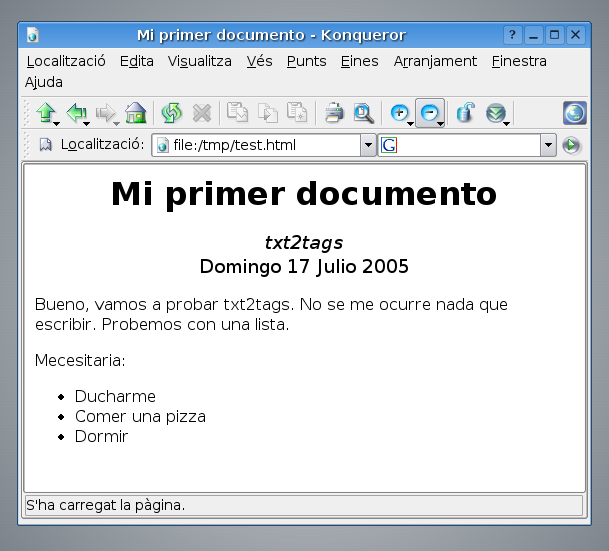 Mi primer documento - Konqueror
Localització Edita Visualitza Vés Punts Eines Arranjament Finestra
Ajuda
Localització: file:/tmp/test.html G
Mi primer documento
txt2tags
Domingo 17 Julio 2005
Bueno, vamos a probar txt2tags. No se me ocurre nada que
escribir. Probemos con una lista.
Mecesitaria:
Ducharme
Comer una pizza
Dormir
S'ha carregat la pàgina.